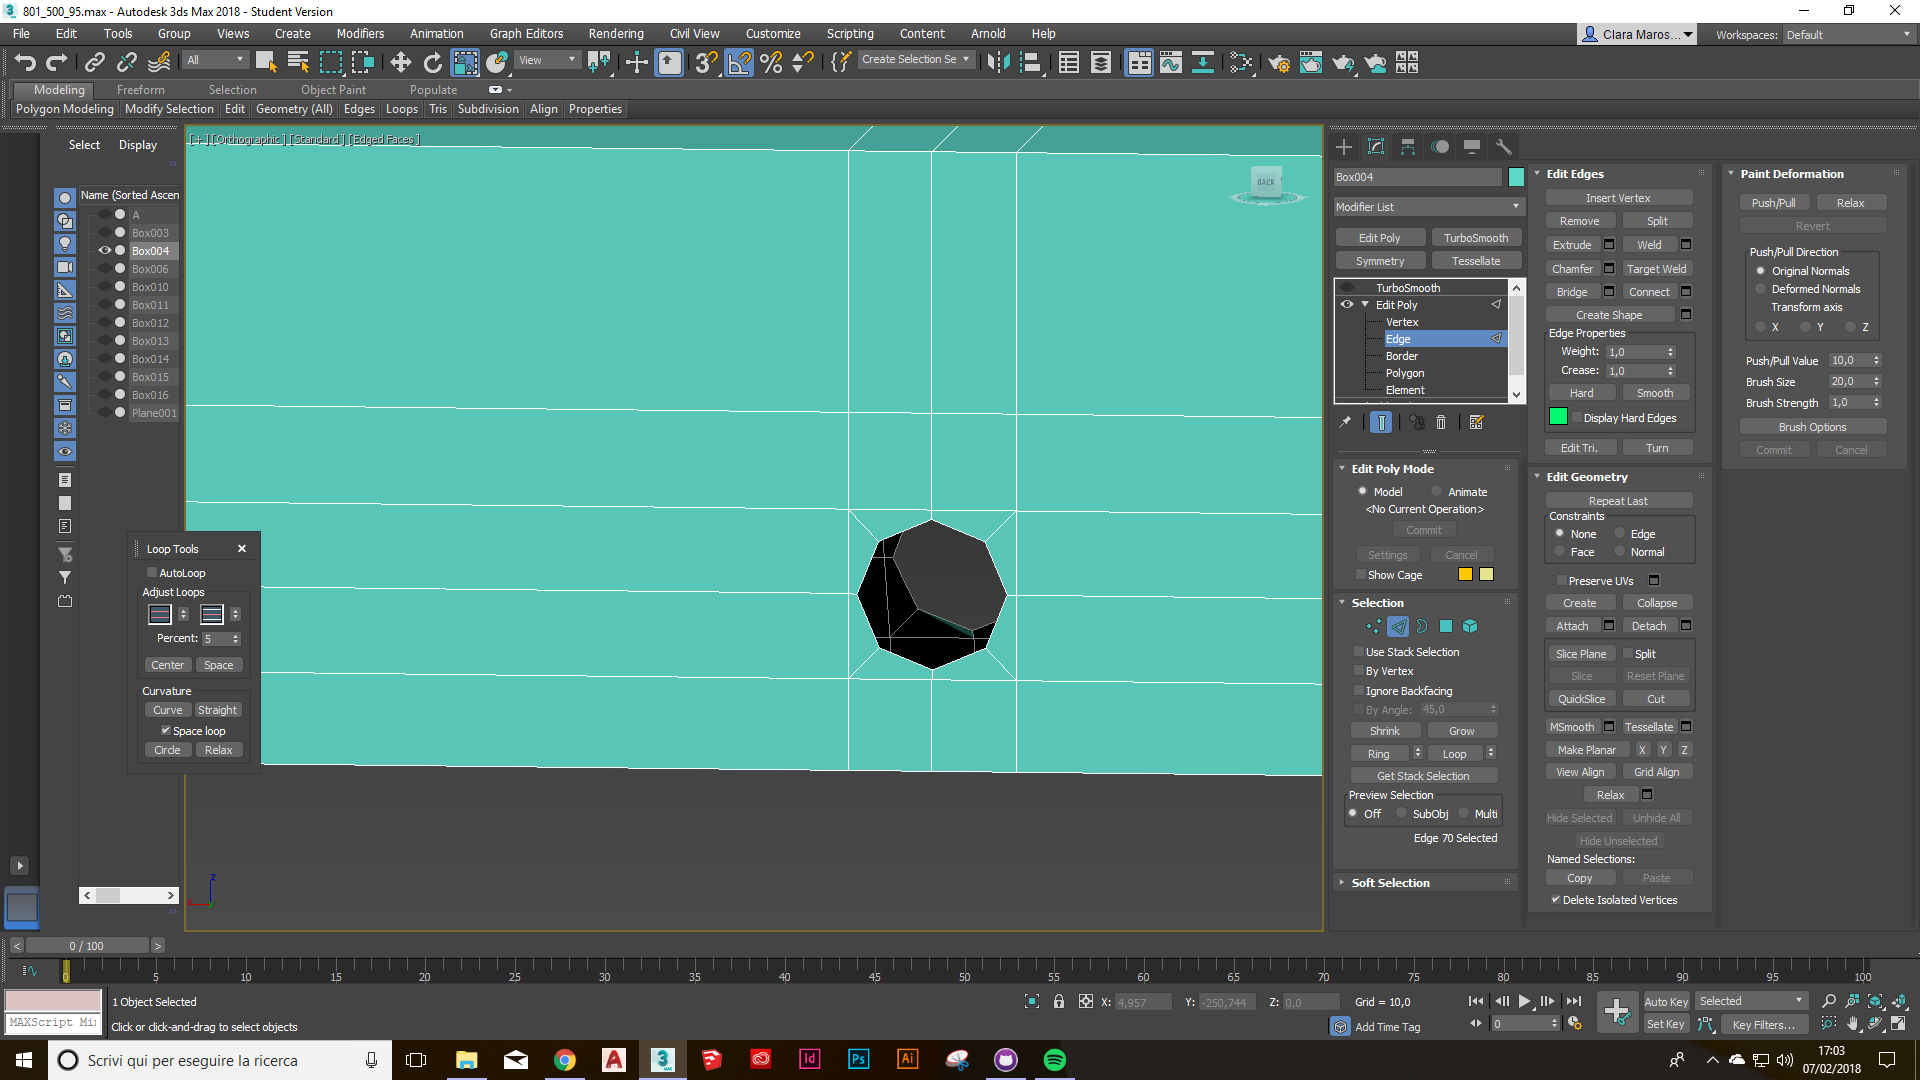 801_500_95.max - Autodesk 3ds Max 2018 - Student Version
File Edit Tools Group Views Create Modifiers Animation Graph Editors Rendering Civil View Customize Scripting Content Arnold Help
Clara Maros... Workspaces: Default
All View Create Selection Se
Modeling Freeform Selection Object Paint Populate
Polygon Modeling Modify Selection Edit Geometry (All) Edges Loops Tris Subdivision Align Properties
Select Display
Name (Sorted Ascen
A
Box003
Box004
Box006
Box010
Box011
Box012
Box013
Box014
Box015
Box016
Plane001
[+] [Orthographic] [Standard] [Edged Faces]
BACK
Loop Tools
AutoLoop
Adjust Loops
Percent: 5
Center Space
Curvature
Curve Straight
Space loop
Circle Relax
z
Box004
Modifier List
Edit Poly TurboSmooth
Symmetry Tessellate
TurboSmooth
Edit Poly
Vertex
Edge
Border
Polygon
Element
Edit Poly Mode
Model Animate
<No Current Operation>
Commit
Settings Cancel
Show Cage
Selection
Use Stack Selection
By Vertex
Ignore Backfacing
By Angle: 45,0
Shrink Grow
Ring Loop
Get Stack Selection
Preview Selection
Off SubObj Multi
Edge 70 Selected
Soft Selection
Edit Edges
Insert Vertex
Remove Split
Extrude Weld
Chamfer Target Weld
Bridge Connect
Create Shape
Edge Properties
Weight: 1,0
Crease: 1,0
Hard Smooth
Display Hard Edges
Edit Tri. Turn
Edit Geometry
Repeat Last
Constraints
None Edge
Face Normal
Preserve UVs
Create Collapse
Attach Detach
Slice Plane Split
Slice Reset Plane
QuickSlice Cut
MSmooth Tessellate
Make Planar X Y Z
View Align Grid Align
Relax
Hide Selected Unhide All
Hide Unselected
Named Selections:
Copy Paste
Delete Isolated Vertices
Paint Deformation
Push/Pull Relax
Revert
Push/Pull Direction
Original Normals
Deformed Normals
Transform axis
X Y Z
Push/Pull Value 10,0
Brush Size 20,0
Brush Strength 1,0
Brush Options
Commit Cancel
< 0 / 100 >
0 5 10 15 20 25 30 35 40 45 50 55 60 65 70 75 80 85 90 95 100
1 Object Selected
X: 4,957 Y: -250,744 Z: 0,0 Grid = 10,0
Auto Key Selected
MAXScript Mi
Click or click-and-drag to select objects
Add Time Tag
0
Set Key Key Filters...
Scrivi qui per eseguire la ricerca
17:03
07/02/2018